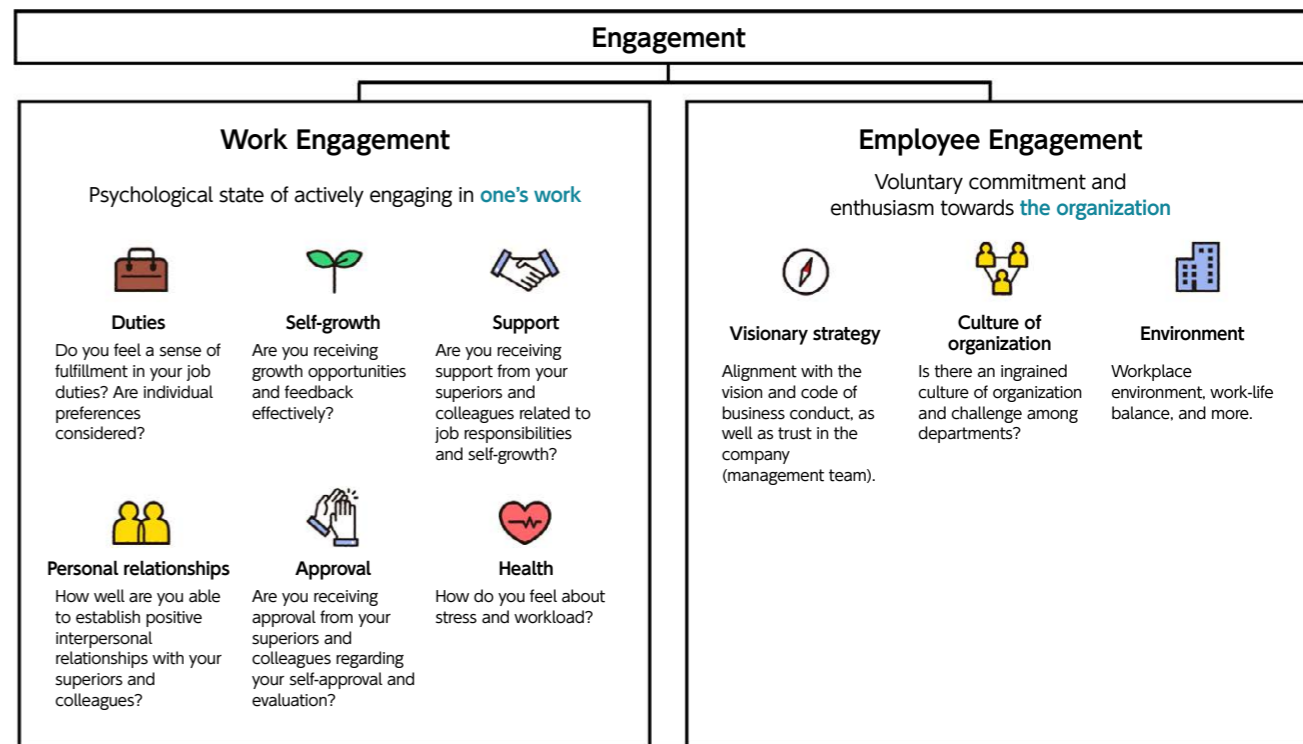 Engagement
Work Engagement
Psychological state of actively engaging in one's work
Duties
Do you feel a sense of
fulfillment in your job
duties? Are individual
preferences
considered?
Self-growth
Are you receiving
growth opportunities
and feedback
effectively?
Support
Are you receiving
support from your
superiors and
colleagues related to
job responsibilities
and self-growth?
Personal relationships
How well are you able
to establish positive
interpersonal
relationships with your
superiors and
colleagues?
Approval
Are you receiving
approval from your
superiors and
colleagues regarding
your self-approval and
evaluation?
Health
How do you feel about
stress and workload?
Employee Engagement
Voluntary commitment and
enthusiasm towards the organization
Visionary strategy
Alignment with the
vision and code of
business conduct, as
well as trust in the
company
(management team).
Culture of
organization
Is there an ingrained
culture of organization
and challenge among
departments?
Environment
Workplace
environment, work-life
balance, and more.